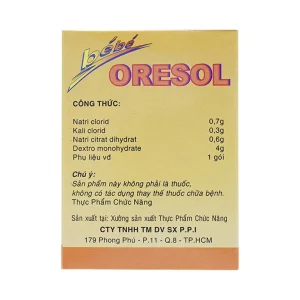 bébé
ORESOL
CÔNG THỨC:
Natri clorid 0,7g
Kali clorid 0,3g
Natri citrat dihydrat 0,6g
Dextro monohydrate 4g
Phụ liệu vđ 1 gói
Chú ý:
Sản phẩm này không phải là thuốc,
không có tác dụng thay thế thuốc chữa bệnh.
Thực Phẩm Chức Năng
Sản xuất tại: Xưởng sản xuất Thực Phẩm Chức Năng
CTY TNHH TM DV SX P.P.I
179 Phong Phú - P.11 - Q.8 - TP.HCM